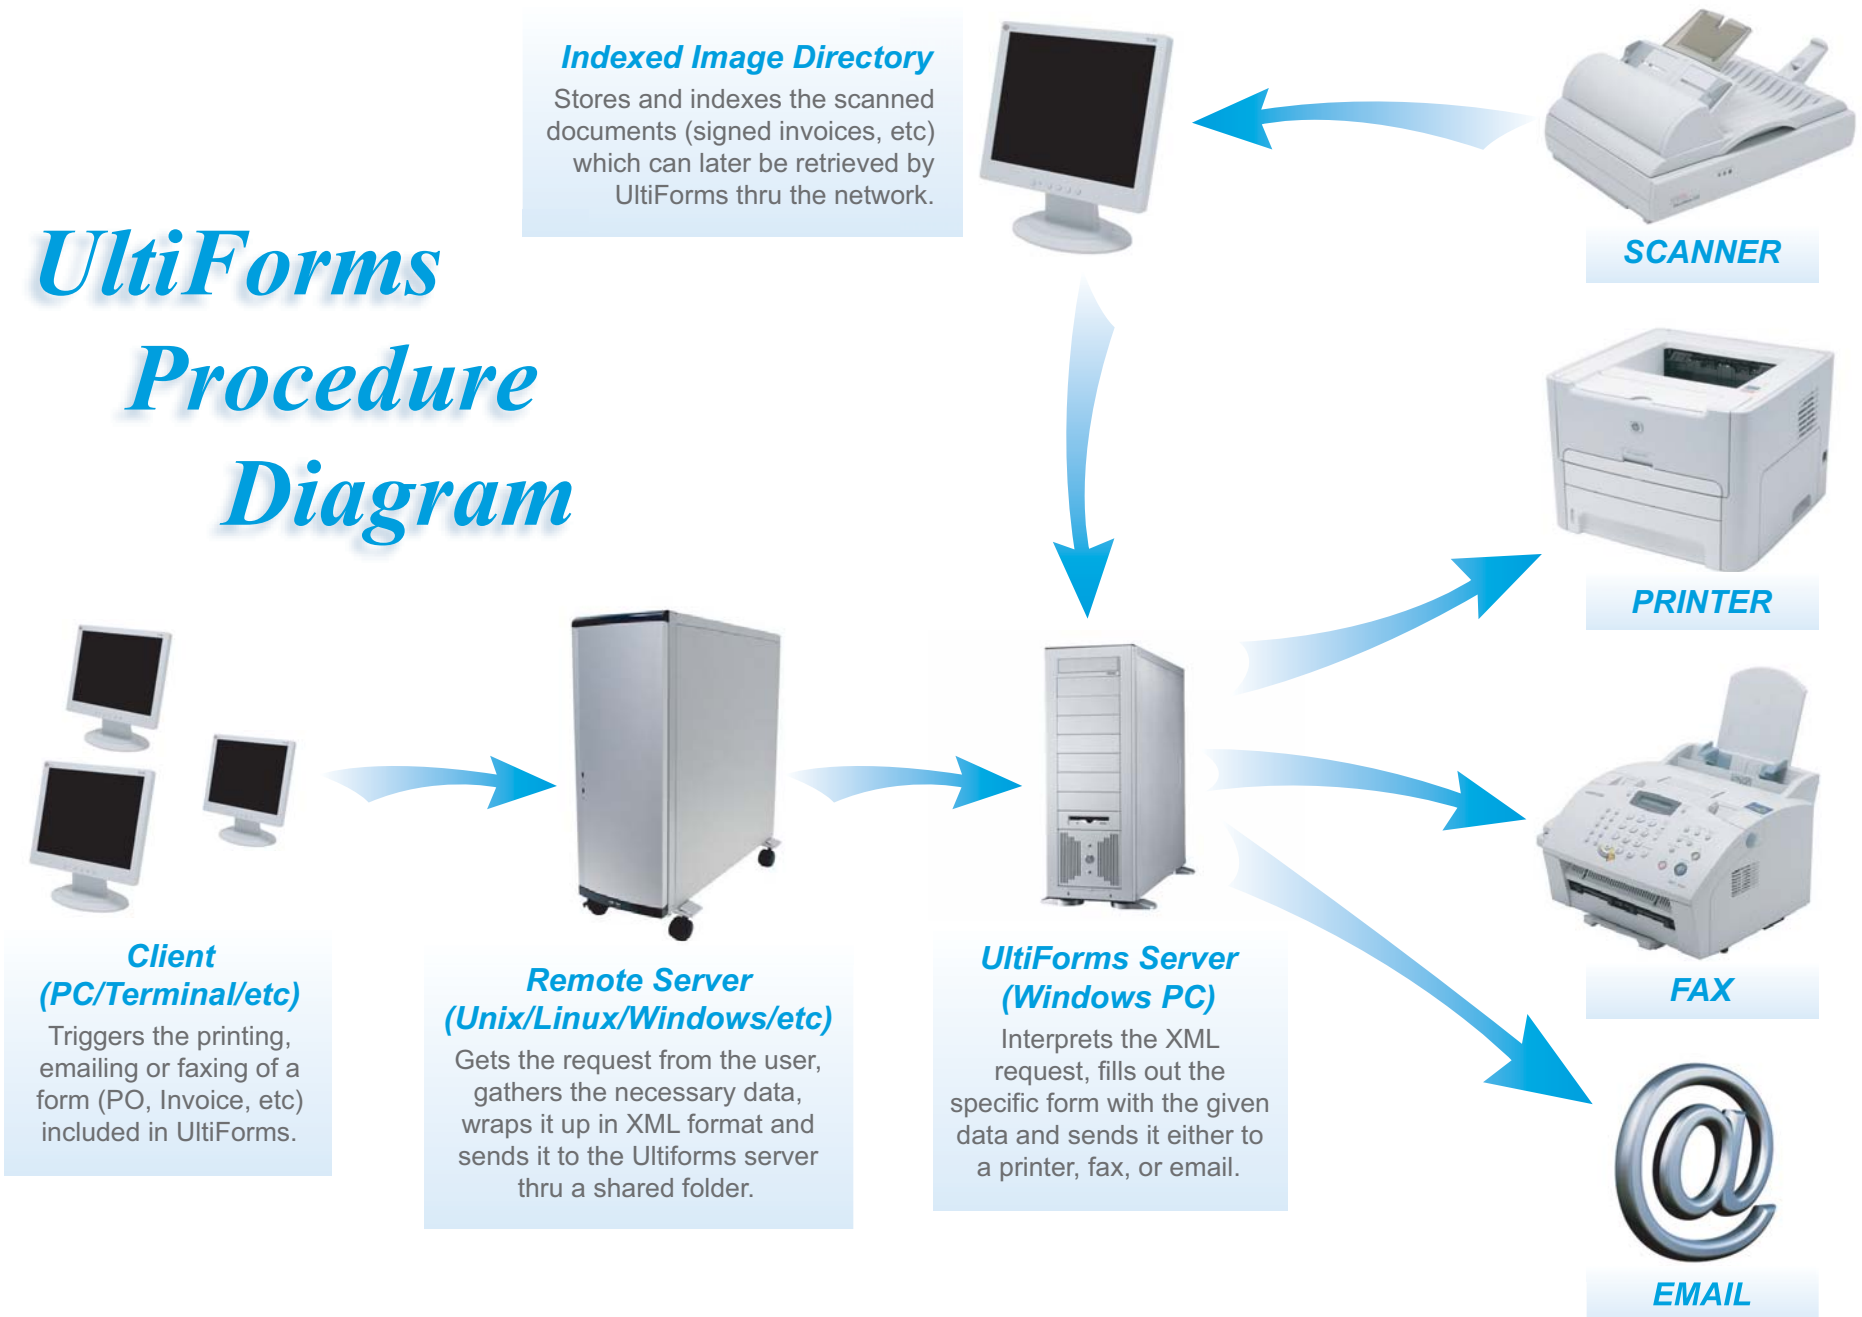 UltiForms
Procedure
Diagram
Indexed Image Directory
Stores and indexes the scanned
documents (signed invoices, etc)
which can later be retrieved by
UltiForms thru the network.
SCANNER
PRINTER
FAX
EMAIL
Client
(PC/Terminal/etc)
Triggers the printing,
emailing or faxing of a
form (PO, Invoice, etc)
included in UltiForms.
Remote Server
(Unix/Linux/Windows/etc)
Gets the request from the user,
gathers the necessary data,
wraps it up in XML format and
sends it to the Ultiforms server
thru a shared folder.
UltiForms Server
(Windows PC)
Interprets the XML
request, fills out the
specific form with the given
data and sends it either to
a printer, fax, or email.